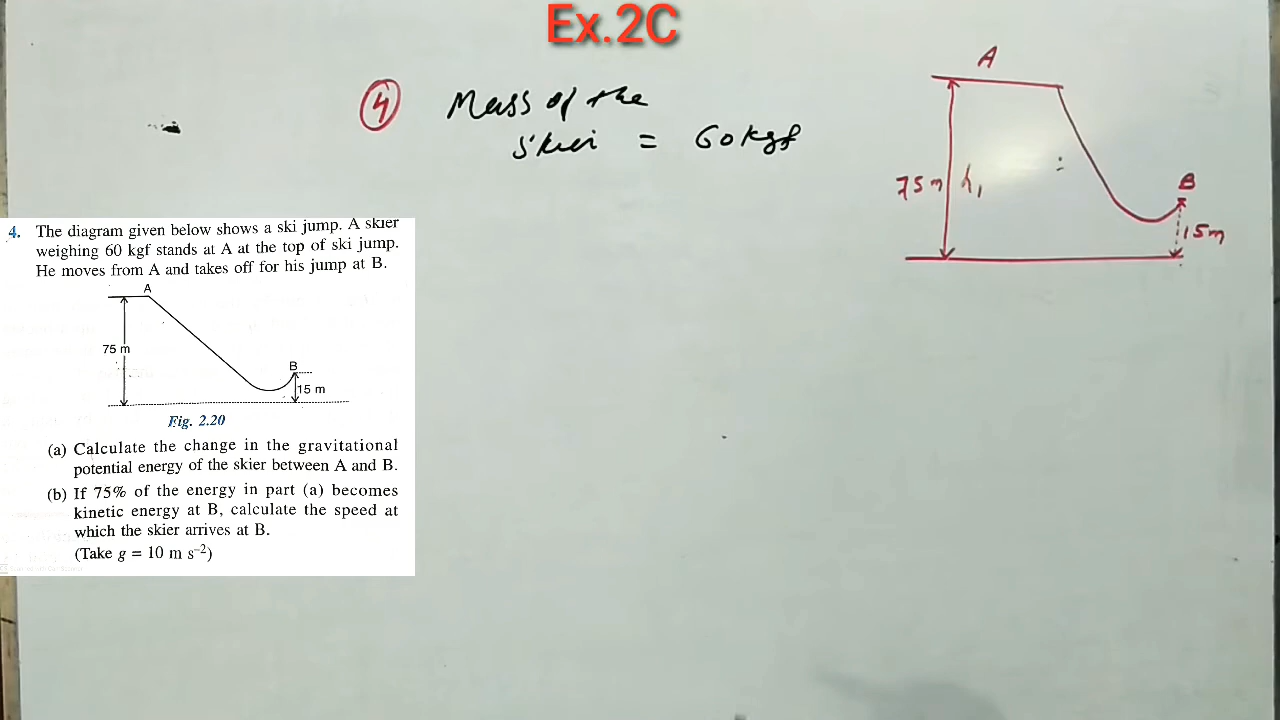 Ex.2C
4 Mass of the
skier = 60 kgf
A
75 m h₁
B
15 m
4. The diagram given below shows a ski jump. A skier
weighing 60 kgf stands at A at the top of ski jump.
He moves from A and takes off for his jump at B.
A
75 m
B
15 m
Fig. 2.20
(a) Calculate the change in the gravitational
potential energy of the skier between A and B.
(b) If 75% of the energy in part (a) becomes
kinetic energy at B, calculate the speed at
which the skier arrives at B.
(Take g = 10 m s⁻²)